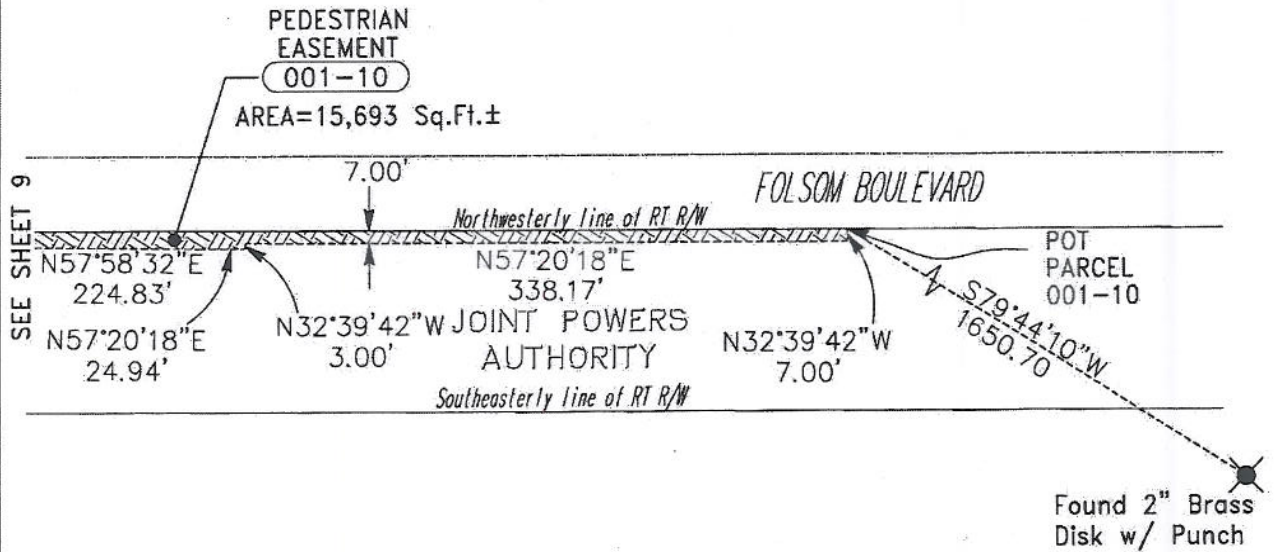 PEDESTRIAN
EASEMENT
001-10
AREA=15,693 Sq.Ft.±
SEE SHEET 9
7.00'
FOLSOM BOULEVARD
Northwesterly line of RT R/W
N57°58'32"E
224.83'
N57°20'18"E
338.17'
POT
PARCEL
001-10
N57°20'18"E
24.94'
N32°39'42"W
3.00'
JOINT POWERS
AUTHORITY
N32°39'42"W
7.00'
S79°44'10"W
1650.70
Southeasterly line of RT R/W
Found 2" Brass
Disk w/ Punch